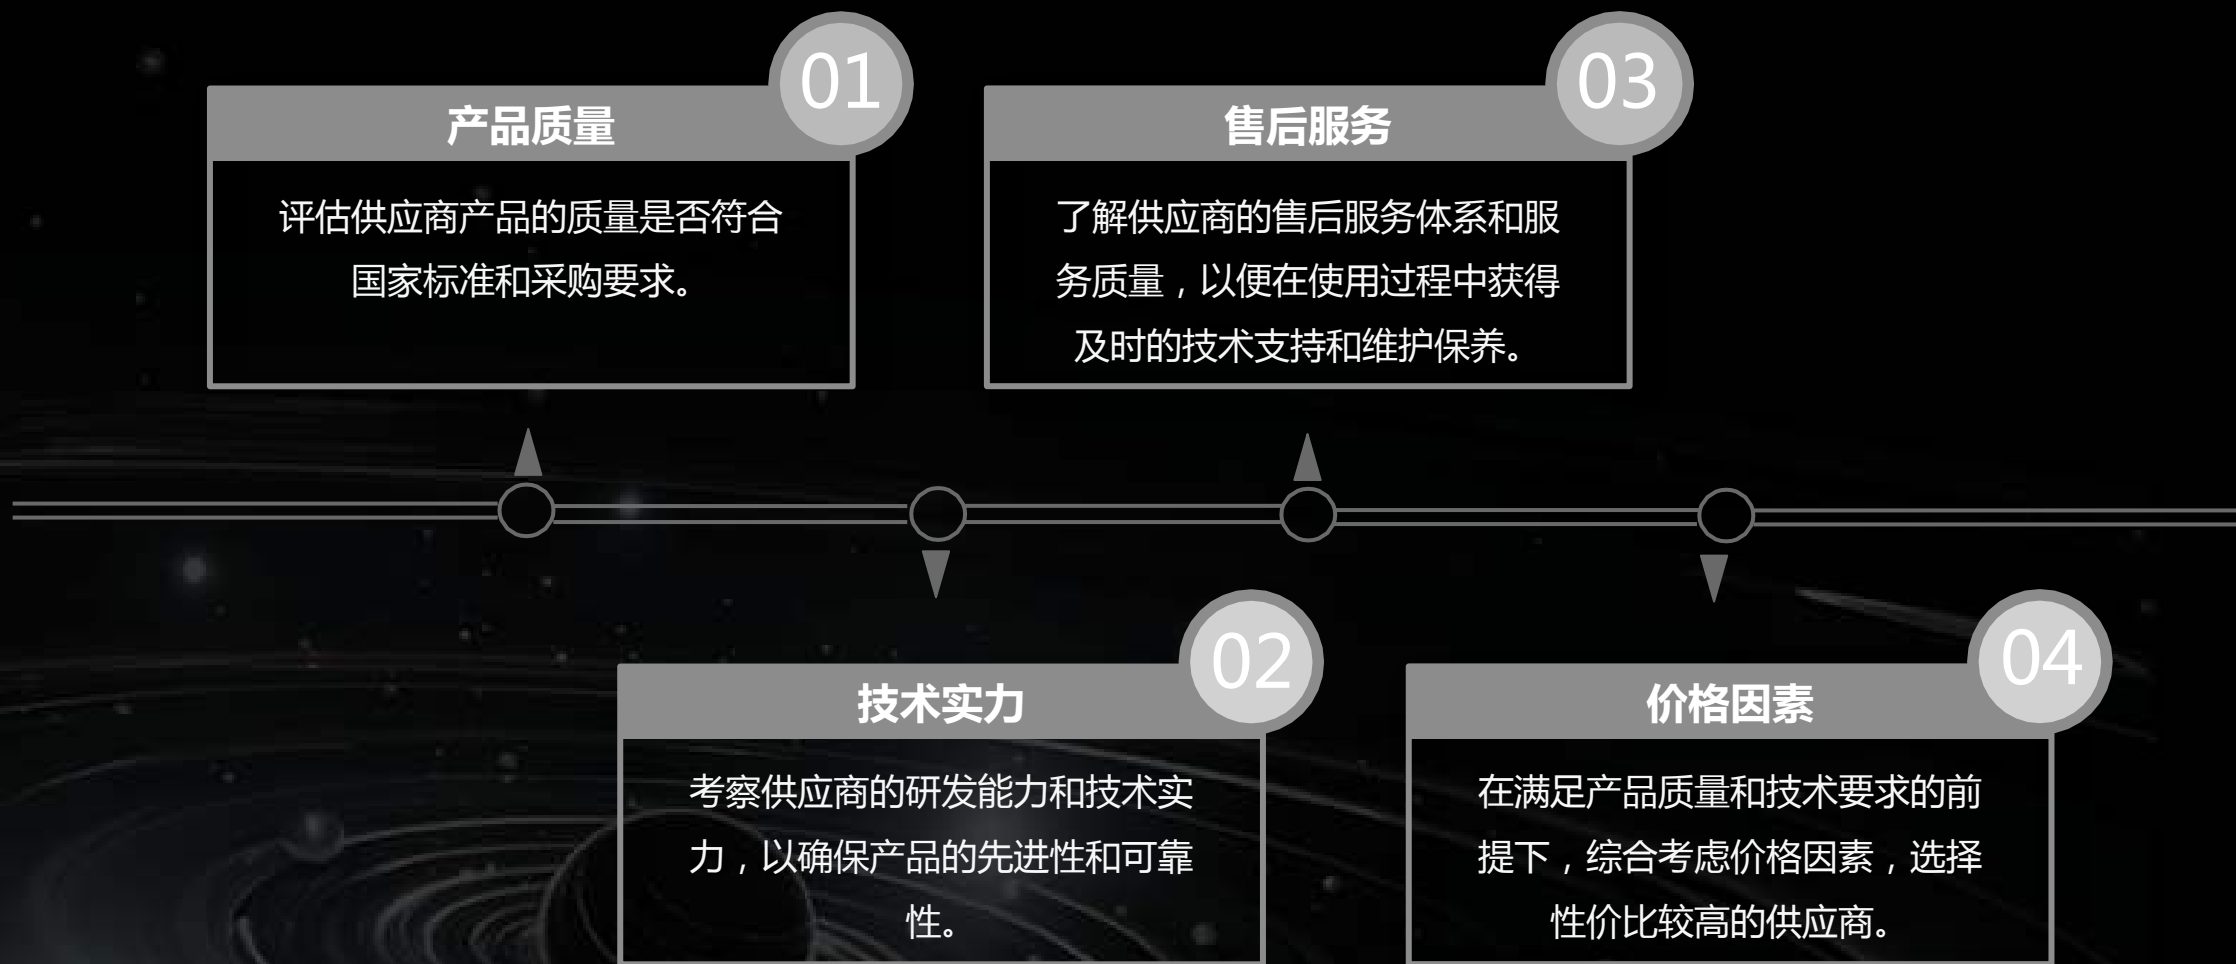 01
产品质量
评估供应商产品的质量是否符合
国家标准和采购要求。
03
售后服务
了解供应商的售后服务体系和服
务质量，以便在使用过程中获得
及时的技术支持和维护保养。
02
技术实力
考察供应商的研发能力和技术实
力，以确保产品的先进性和可靠
性。
04
价格因素
在满足产品质量和技术要求的前
提下，综合考虑价格因素，选择
性价比较高的供应商。